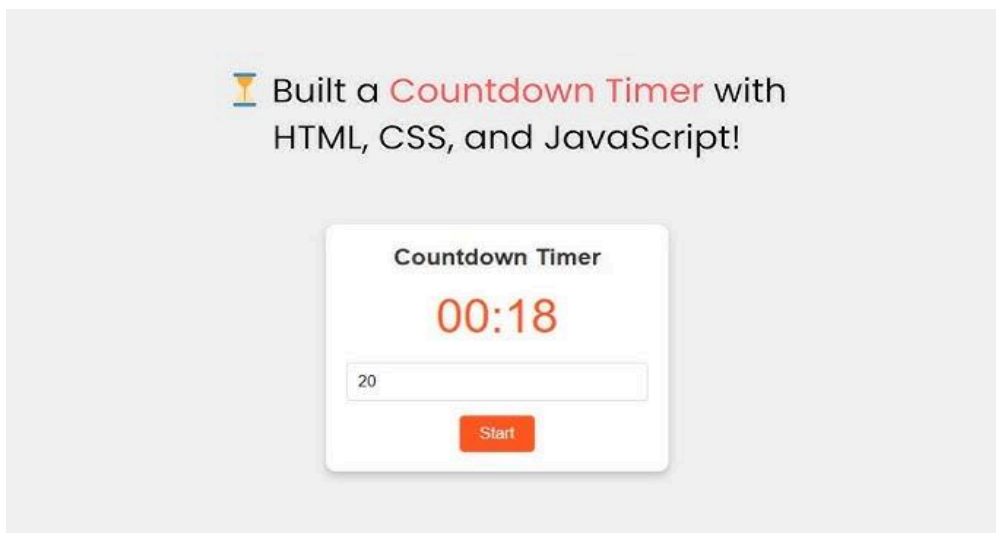 ⏳ Built a Countdown Timer with
HTML, CSS, and JavaScript!
Countdown Timer
00:18
20
Start